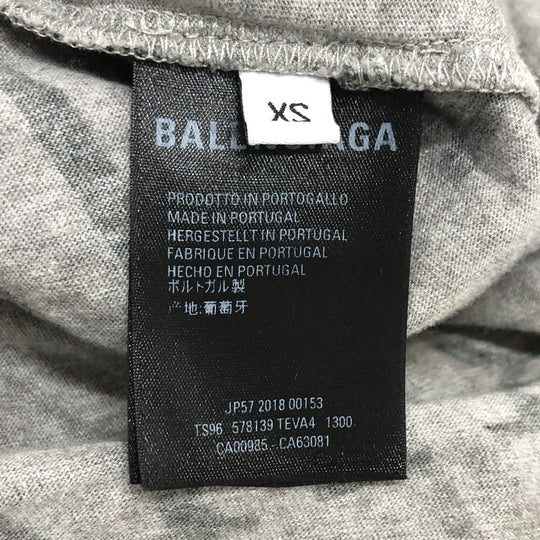 XS
BALENCIAGA
PRODOTTO IN PORTOGALLO
MADE IN PORTUGAL
HERGESTELLT IN PORTUGAL
FABRIQUE EN PORTUGAL
HECHO EN PORTUGAL
ポルトガル製
产地:葡萄牙
JP57 2018 00153
TS96 578139 TEVA4 1300
CA00985 - CA63081